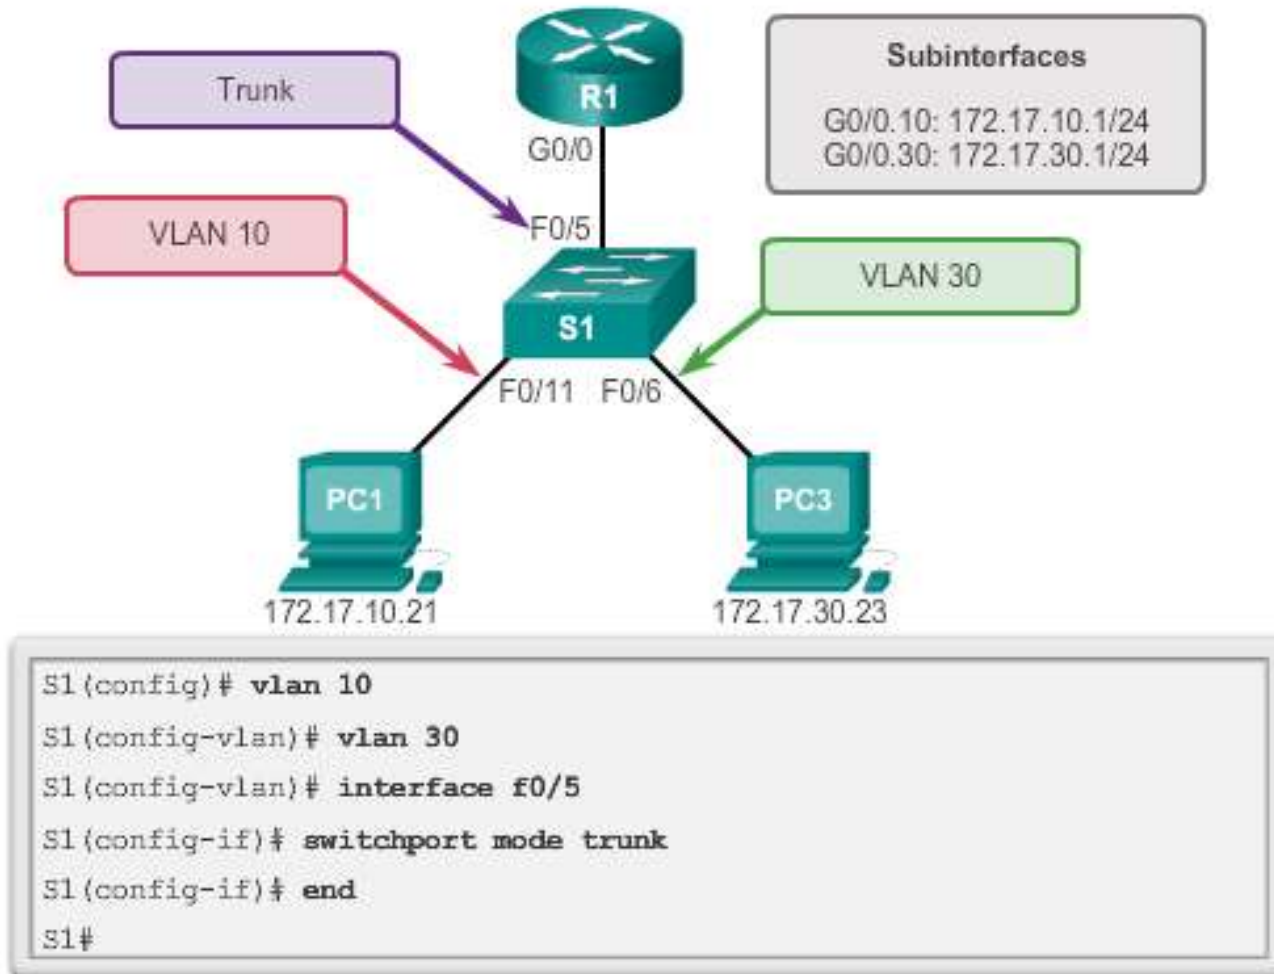 Subinterfaces
G0/0.10: 172.17.10.1/24
G0/0.30: 172.17.30.1/24
Trunk
R1
G0/0
VLAN 10
F0/5
VLAN 30
S1
F0/11
F0/6
PC1
PC3
172.17.10.21
172.17.30.23
S1(config)# vlan 10
S1(config-vlan)# vlan 30
S1(config-vlan)# interface f0/5
S1(config-if)# switchport mode trunk
S1(config-if)# end
S1#